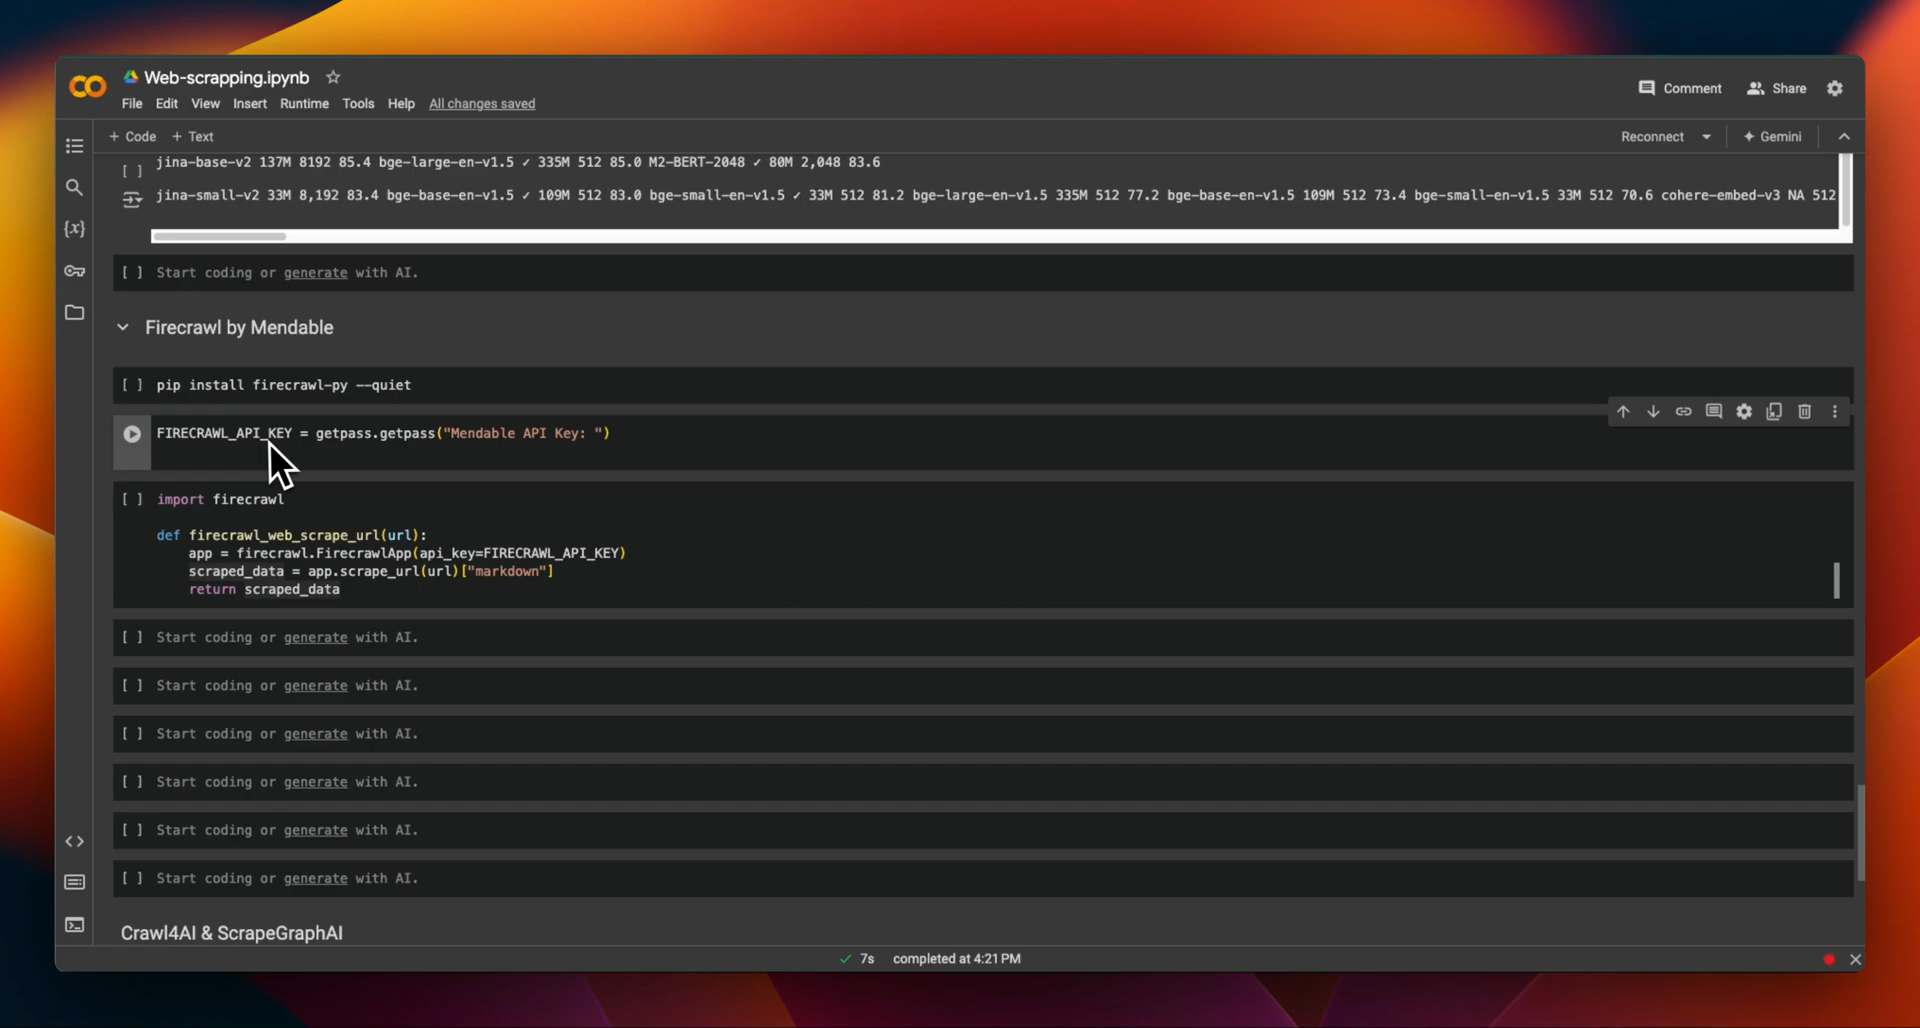 Web-scrapping.ipynb
File Edit View Insert Runtime Tools Help All changes saved
Comment Share
+ Code + Text
Reconnect Gemini
[ ] jina-base-v2 137M 8192 85.4 bge-large-en-v1.5 ✓ 335M 512 85.0 M2-BERT-2048 ✓ 80M 2,048 83.6
jina-small-v2 33M 8,192 83.4 bge-base-en-v1.5 ✓ 109M 512 83.0 bge-small-en-v1.5 ✓ 33M 512 81.2 bge-large-en-v1.5 335M 512 77.2 bge-base-en-v1.5 109M 512 73.4 bge-small-en-v1.5 33M 512 70.6 cohere-embed-v3 NA 512
{x}
[ ] Start coding or generate with AI.
Firecrawl by Mendable
[ ] pip install firecrawl-py --quiet
FIRECRAWL_API_KEY = getpass.getpass("Mendable API Key: ")
[ ] import firecrawl
def firecrawl_web_scrape_url(url):
app = firecrawl.FirecrawlApp(api_key=FIRECRAWL_API_KEY)
scraped_data = app.scrape_url(url)["markdown"]
return scraped_data
[ ] Start coding or generate with AI.
[ ] Start coding or generate with AI.
[ ] Start coding or generate with AI.
[ ] Start coding or generate with AI.
[ ] Start coding or generate with AI.
[ ] Start coding or generate with AI.
Crawl4AI & ScrapeGraphAI
✓ 7s completed at 4:21 PM